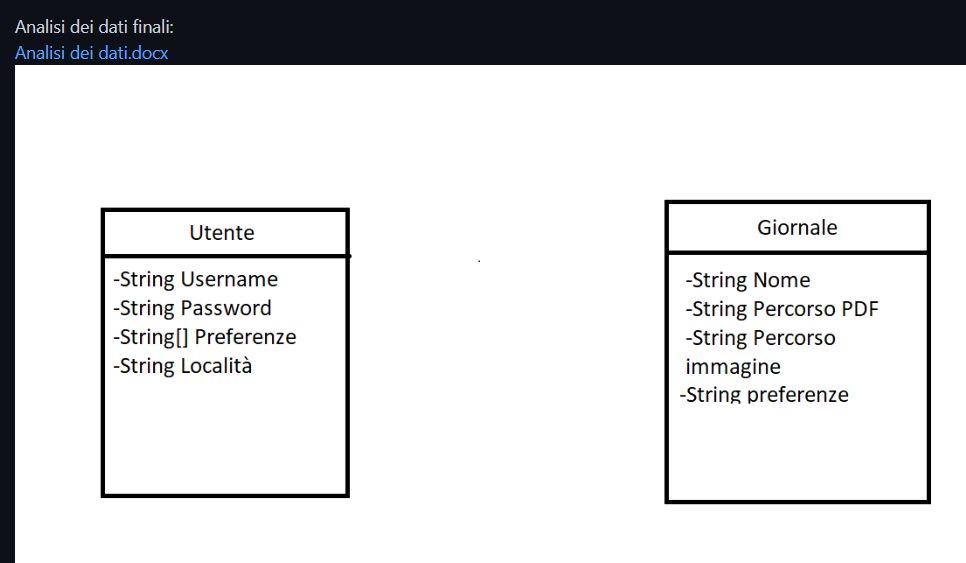 Analisi dei dati finali:
Analisi dei dati.docx
Utente
-String Username
-String Password
-String[] Preferenze
-String Località
Giornale
-String Nome
-String Percorso PDF
-String Percorso
immagine
-String preferenze